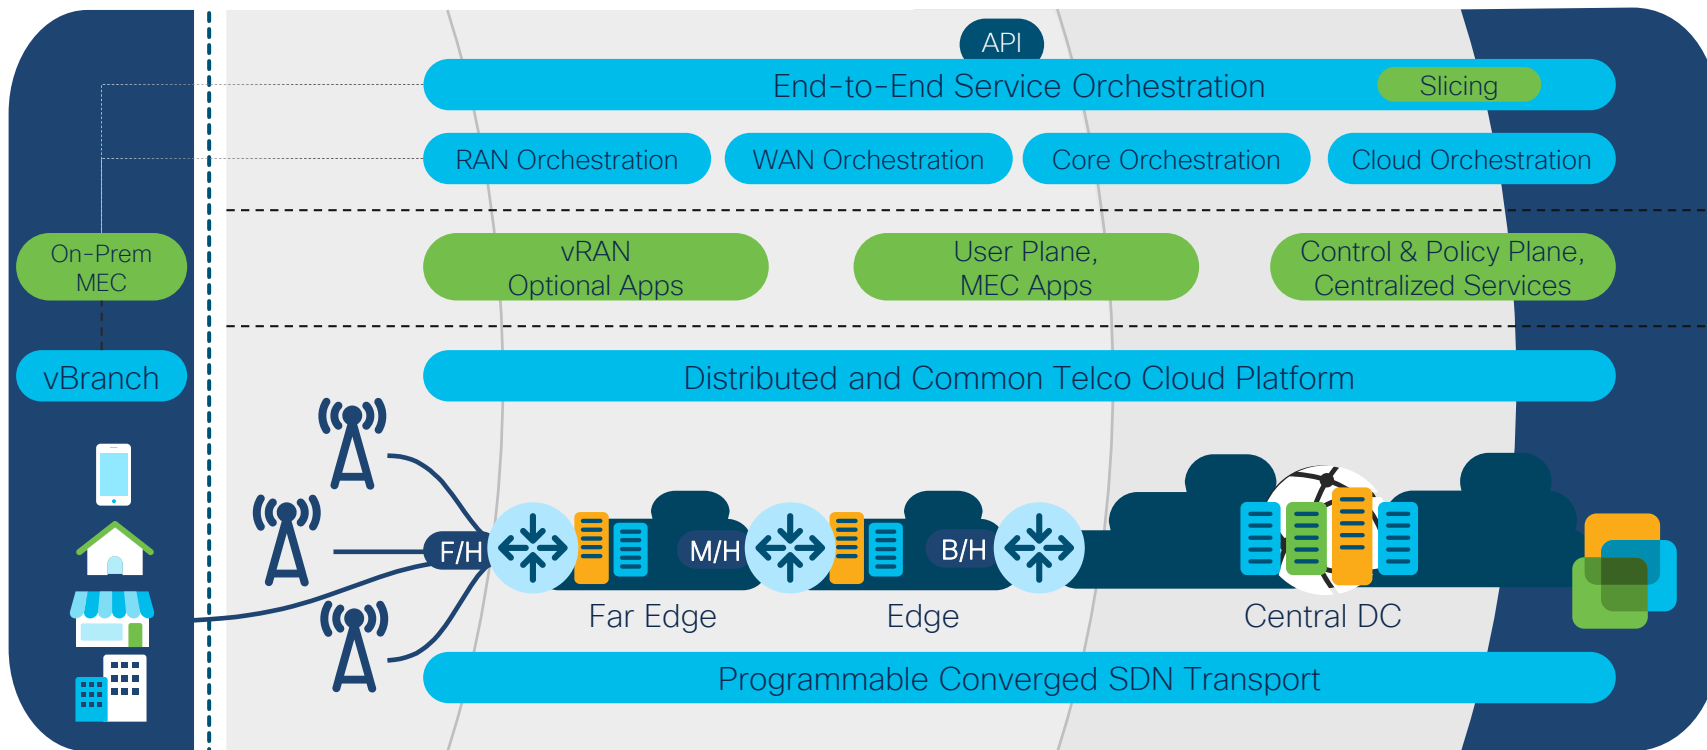 API
End-to-End Service Orchestration
Slicing
RAN Orchestration
WAN Orchestration
Core Orchestration
Cloud Orchestration
On-Prem
MEC
vRAN
Optional Apps
User Plane,
MEC Apps
Control & Policy Plane,
Centralized Services
vBranch
Distributed and Common Telco Cloud Platform
F/H
M/H
B/H
Far Edge
Edge
Central DC
Programmable Converged SDN Transport